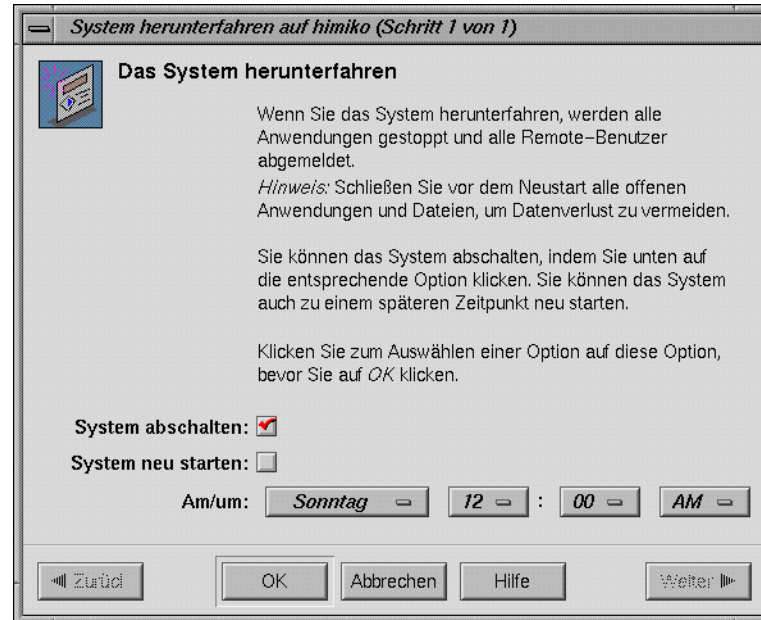 System herunterfahren auf himiko (Schritt 1 von 1)
Das System herunterfahren
Wenn Sie das System herunterfahren, werden alle
Anwendungen gestoppt und alle Remote-Benutzer
abgemeldet.
Hinweis: Schließen Sie vor dem Neustart alle offenen
Anwendungen und Dateien, um Datenverlust zu vermeiden.
Sie können das System abschalten, indem Sie unten auf
die entsprechende Option klicken. Sie können das System
auch zu einem späteren Zeitpunkt neu starten.
Klicken Sie zum Auswählen einer Option auf diese Option,
bevor Sie auf OK klicken.
System abschalten:
System neu starten:
Am/um: Sonntag 12 : 00 AM
Zurück OK Abbrechen Hilfe Weiter